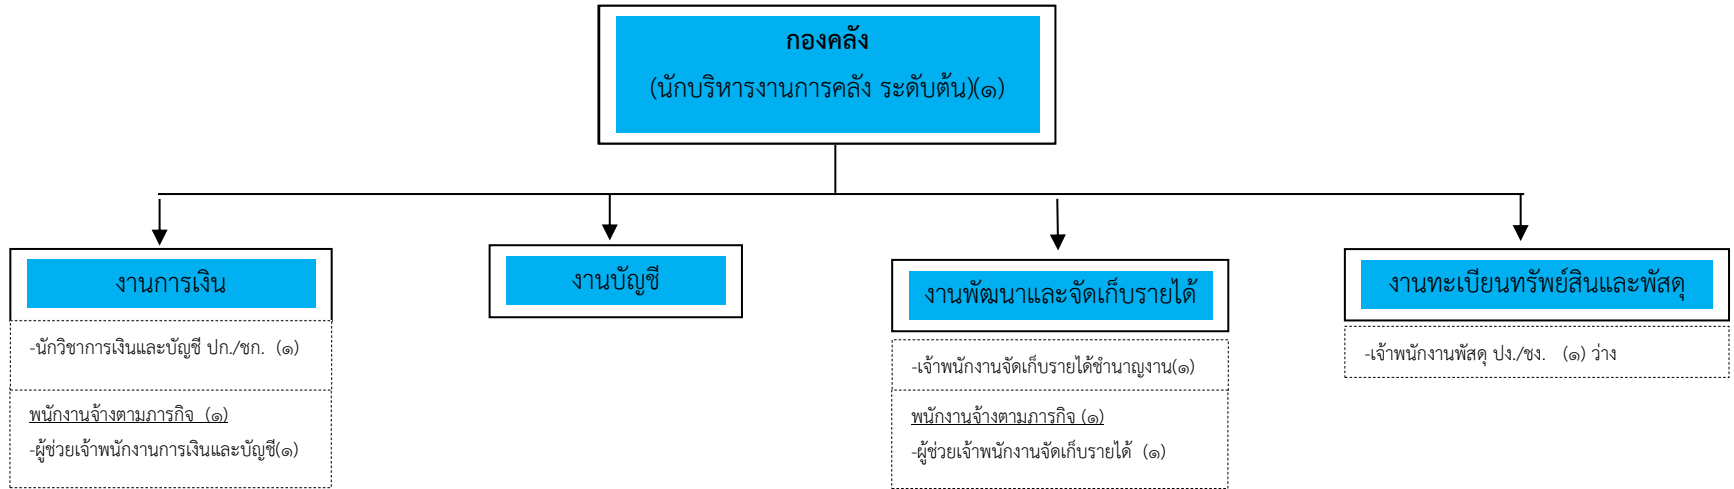 กองคลัง
(นักบริหารงานการคลัง ระดับต้น)(๑)
งานการเงิน
-นักวิชาการเงินและบัญชี ปก./ชก. (๑)
พนักงานจ้างตามภารกิจ (๑)
-ผู้ช่วยเจ้าพนักงานการเงินและบัญชี(๑)
งานบัญชี
งานพัฒนาและจัดเก็บรายได้
-เจ้าพนักงานจัดเก็บรายได้ชำนาญงาน(๑)
พนักงานจ้างตามภารกิจ (๑)
-ผู้ช่วยเจ้าพนักงานจัดเก็บรายได้ (๑)
งานทะเบียนทรัพย์สินและพัสดุ
-เจ้าพนักงานพัสดุ ปง./ชง. (๑) ว่าง